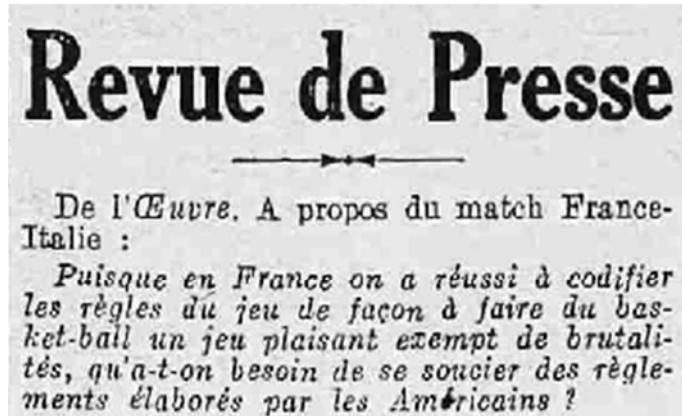 Revue de Presse
De l'Œuvre. A propos du match France-
Italie :
Puisque en France on a réussi à codifier
les règles du jeu de façon à faire du bas-
ket-ball un jeu plaisant exempt de brutali-
tés, qu'a-t-on besoin de se soucier des règle-
ments élaborés par les Américains ?